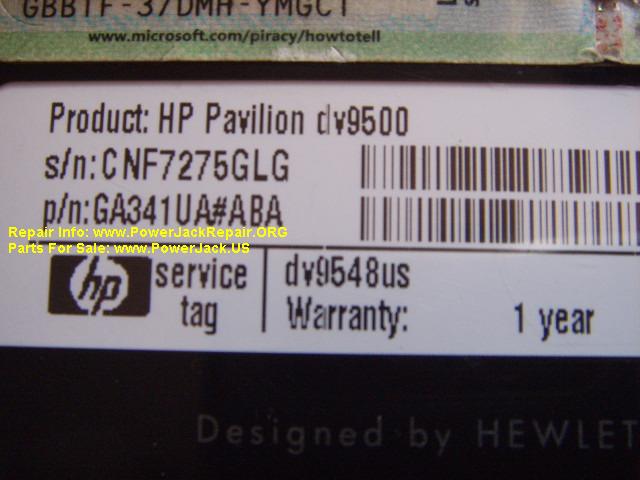 GBBTF-37DMH-YMGCT
www.microsoft.com/piracy/howtotell
Product: HP Pavilion dv9500
s/n:CNF7275GLG
p/n:GA341UA#ABA
Repair Info: www.PowerJackRepair.ORG
Parts For Sale: www.PowerJack.US
hp service tag
dv9548us
Warranty: 1 year
Designed by HEWLET